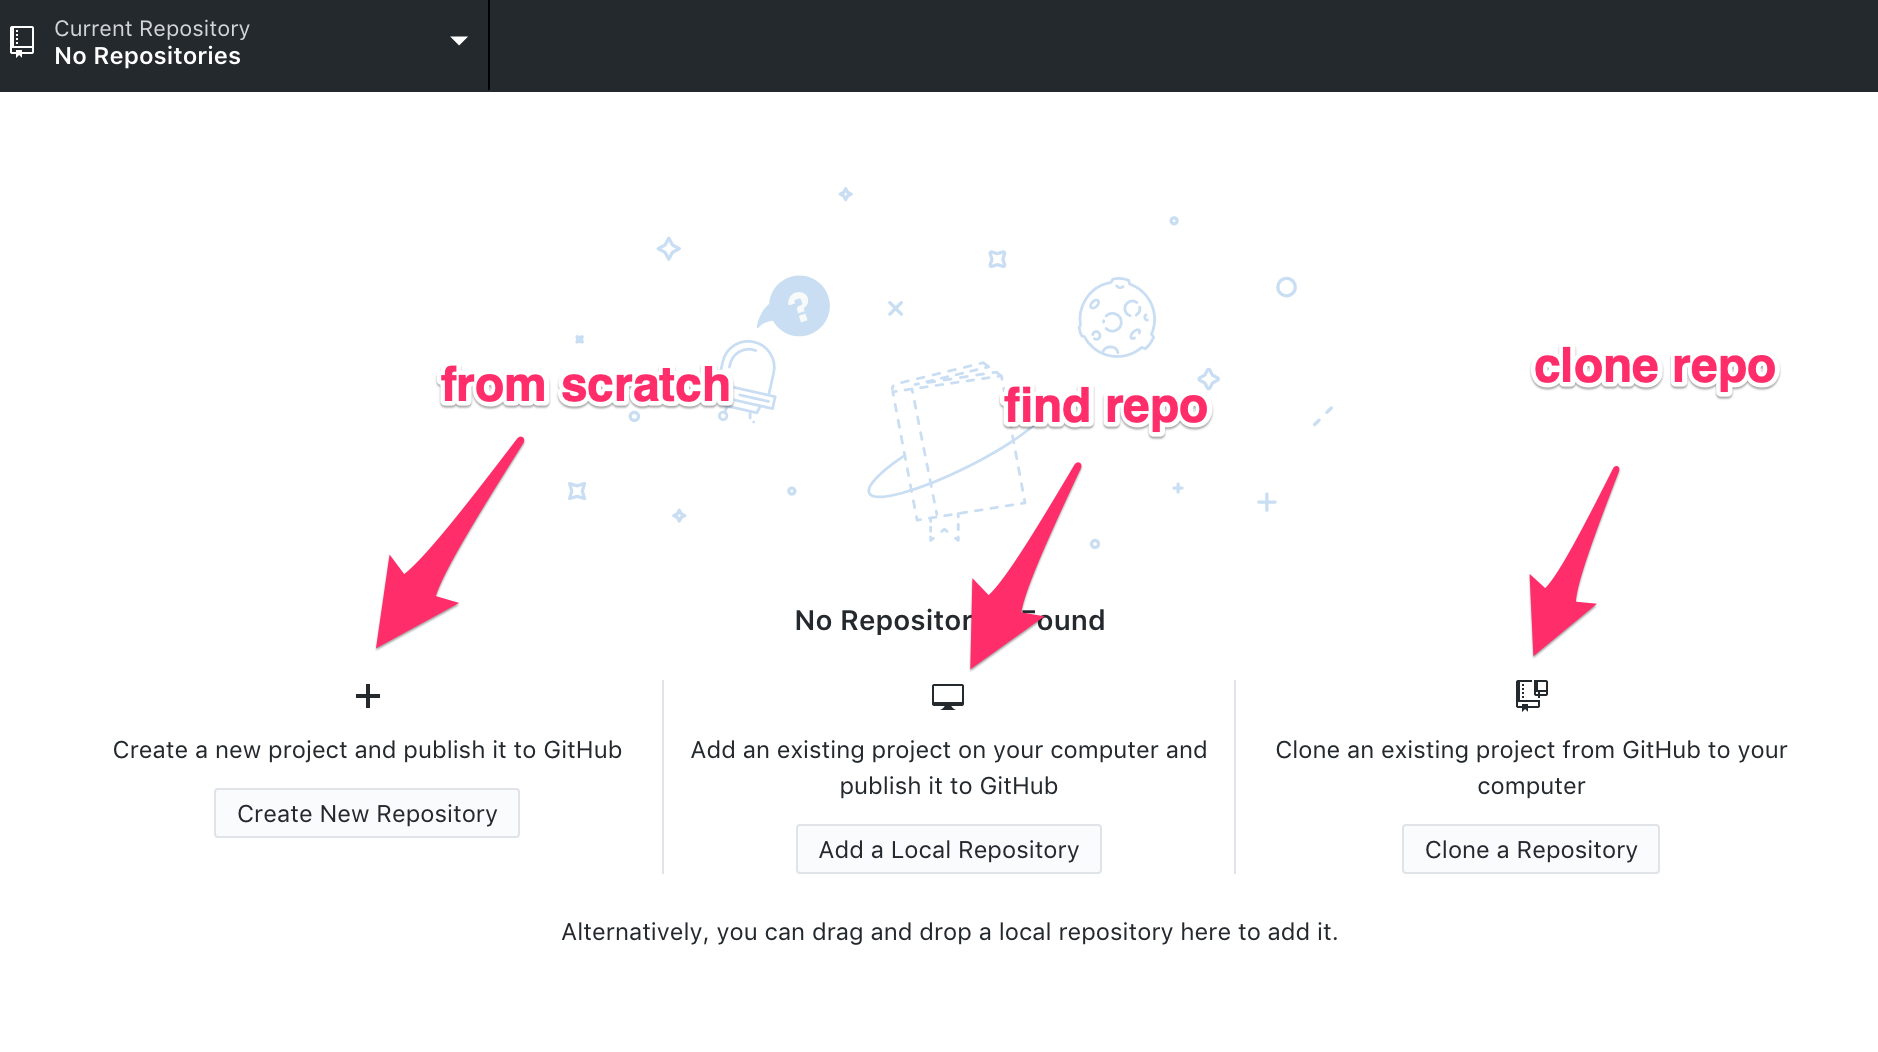 Current Repository
No Repositories
?
from scratch
find repo
clone repo
No Repositor ound
Create a new project and publish it to GitHub
Create New Repository
Add an existing project on your computer and
publish it to GitHub
Add a Local Repository
Clone an existing project from GitHub to your
computer
Clone a Repository
Alternatively, you can drag and drop a local repository here to add it.